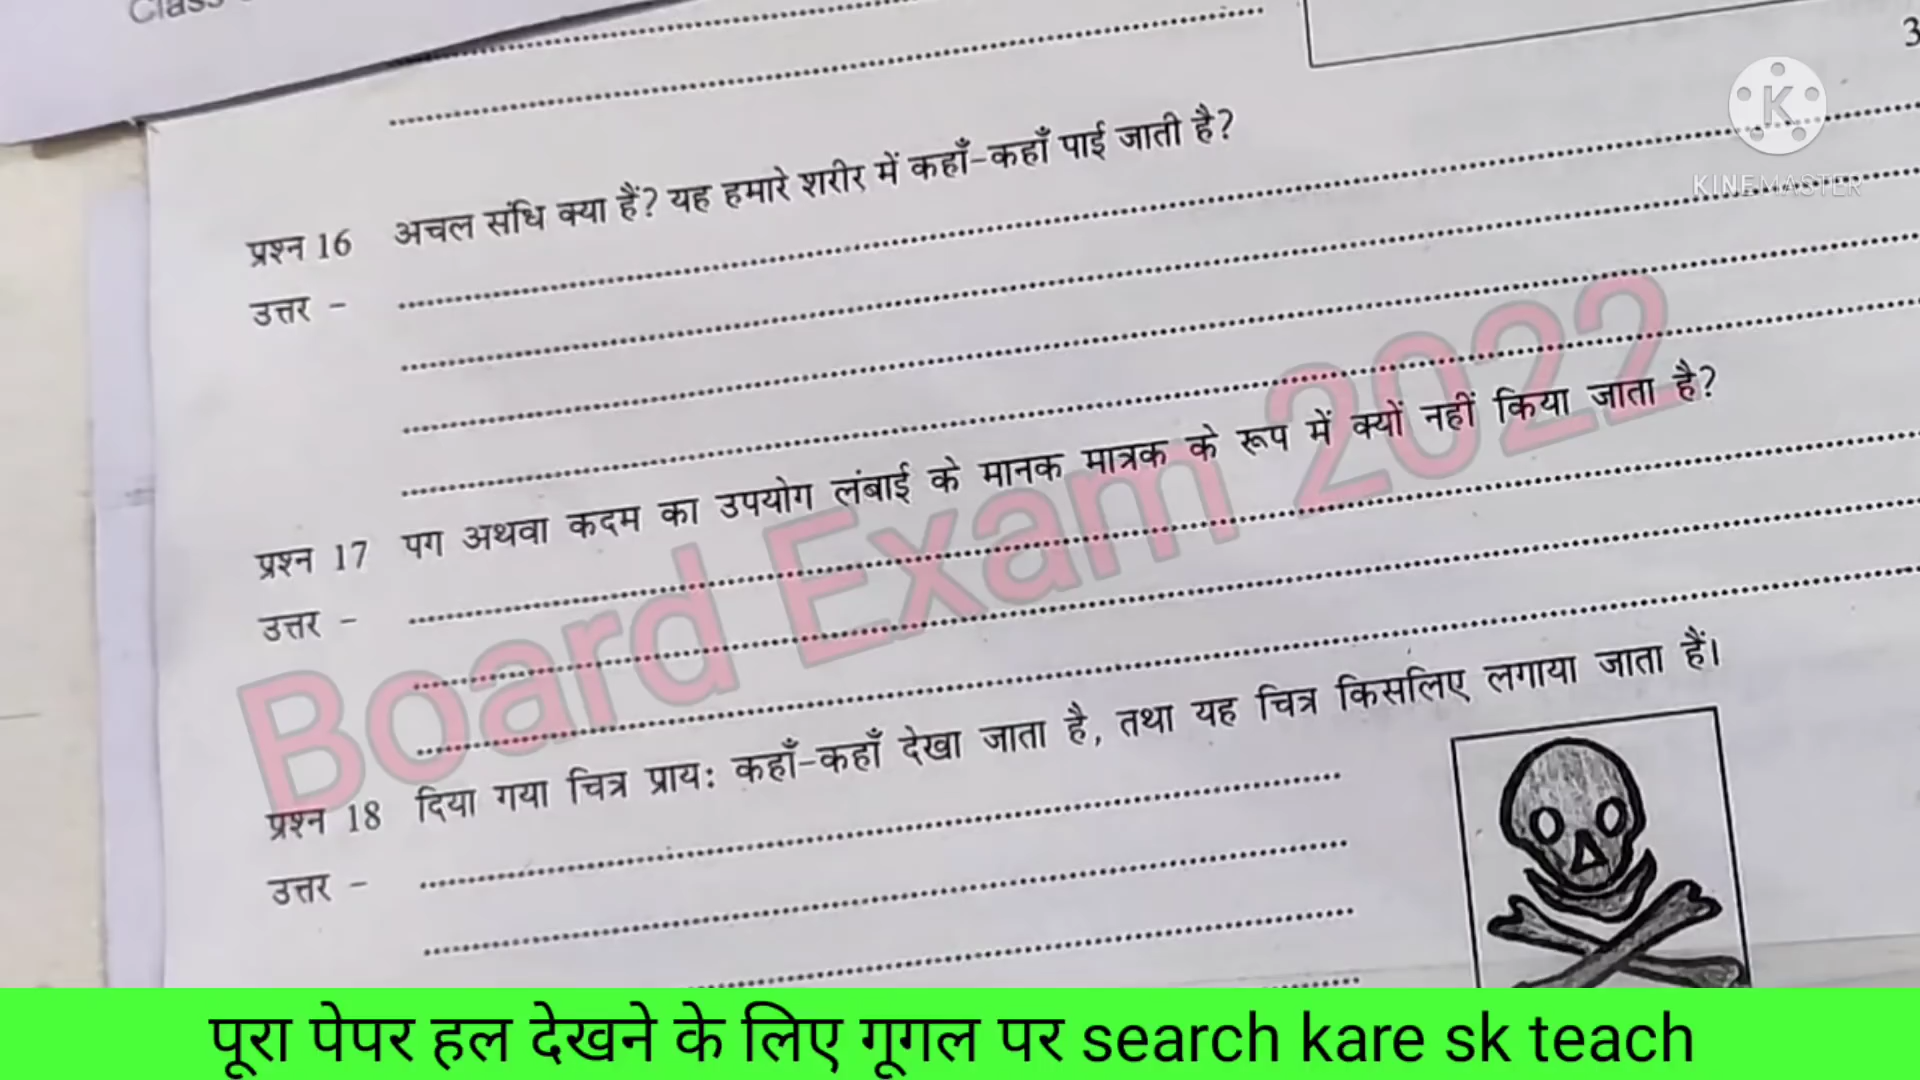 Class
3
K
KINEMASTER
प्रश्न 16 अचल संधि क्या हैं? यह हमारे शरीर में कहाँ-कहाँ पाई जाती है?
उत्तर -
प्रश्न 17 पग अथवा कदम का उपयोग लंबाई के मानक मात्रक के रूप में क्यों नहीं किया जाता है?
उत्तर -
Board Exam 2022
प्रश्न 18 दिया गया चित्र प्राय: कहाँ-कहाँ देखा जाता है, तथा यह चित्र किसलिए लगाया जाता हैं।
उत्तर -
पूरा पेपर हल देखने के लिए गूगल पर search kare sk teach